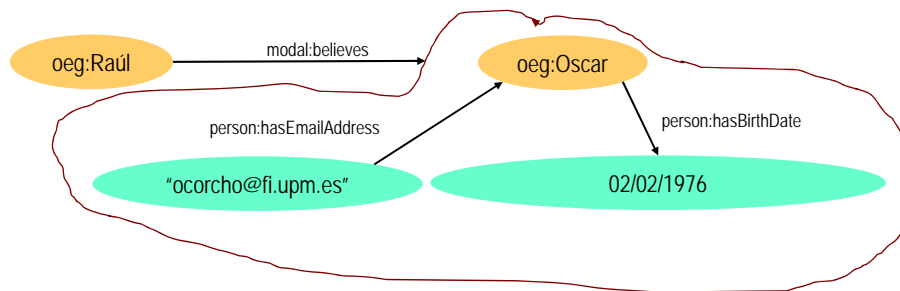 modal:believes
oeg:Raúl
oeg:Oscar
person:hasEmailAddress
person:hasBirthDate
“ocorcho@fi.upm.es”
02/02/1976